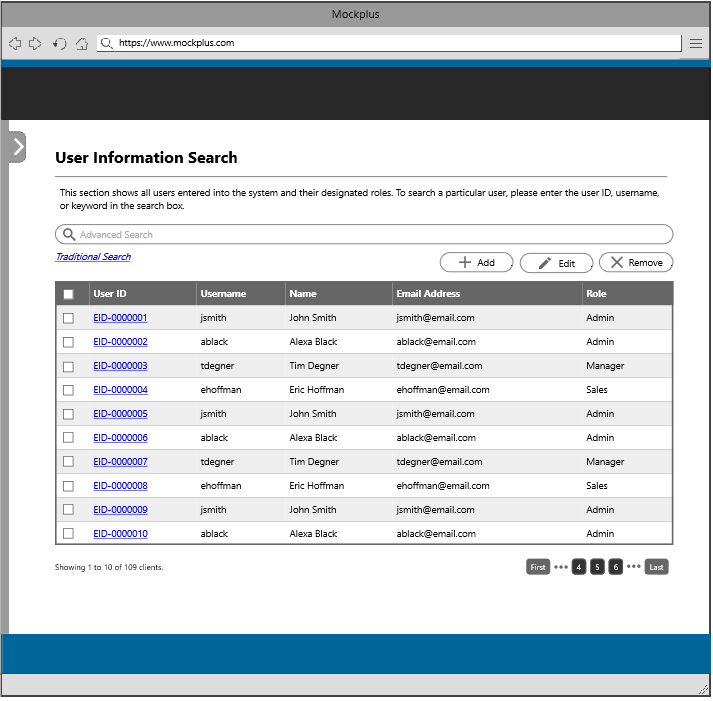 Mockplus
https://www.mockplus.com
User Information Search
This section shows all users entered into the system and their designated roles. To search a particular user, please enter the user ID, username,
or keyword in the search box.
Advanced Search
Traditional Search
Add Edit Remove
User ID Username Name Email Address Role
EID-0000001 jsmith John Smith jsmith@email.com Admin
EID-0000002 ablack Alexa Black ablack@email.com Admin
EID-0000003 tdegner Tim Degner tdegner@email.com Manager
EID-0000004 ehoffman Eric Hoffman ehoffman@email.com Sales
EID-0000005 jsmith John Smith jsmith@email.com Admin
EID-0000006 ablack Alexa Black ablack@email.com Admin
EID-0000007 tdegner Tim Degner tdegner@email.com Manager
EID-0000008 ehoffman Eric Hoffman ehoffman@email.com Sales
EID-0000009 jsmith John Smith jsmith@email.com Admin
EID-0000010 ablack Alexa Black ablack@email.com Admin
Showing 1 to 10 of 109 clients.
First ••• 4 5 6 ••• Last